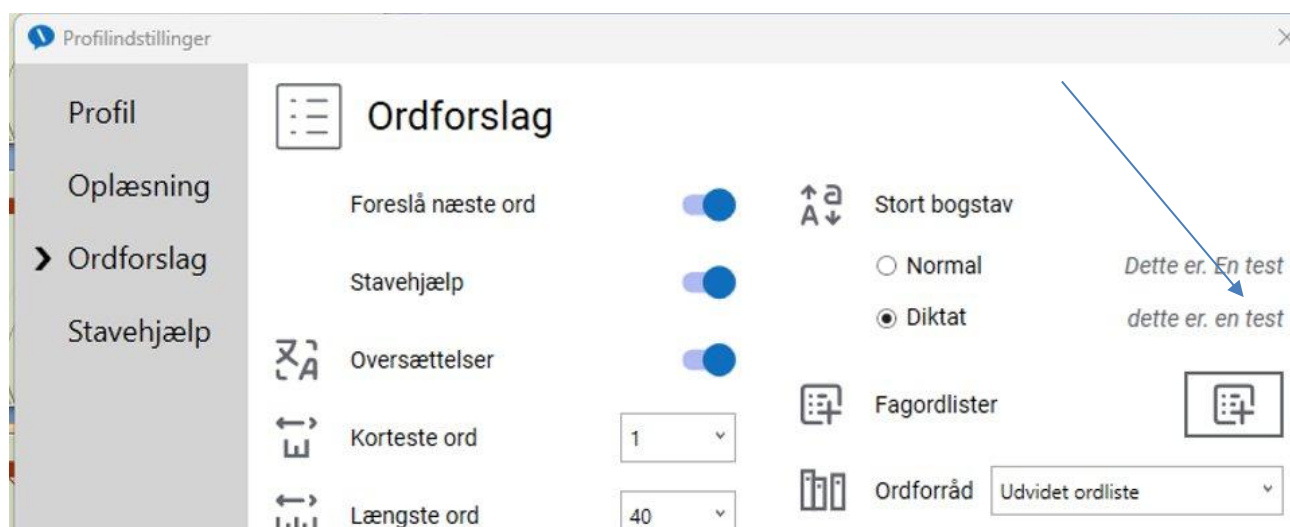 Profilindstillinger
Profil
Oplæsning
Ordforslag
Stavehjælp
Ordforslag
Foreslå næste ord
Stavehjælp
Oversættelser
Korteste ord 1
Længste ord 40
Stort bogstav
Normal Dette er. En test
Diktat dette er. en test
Fagordlister
Ordforråd Udvidet ordliste